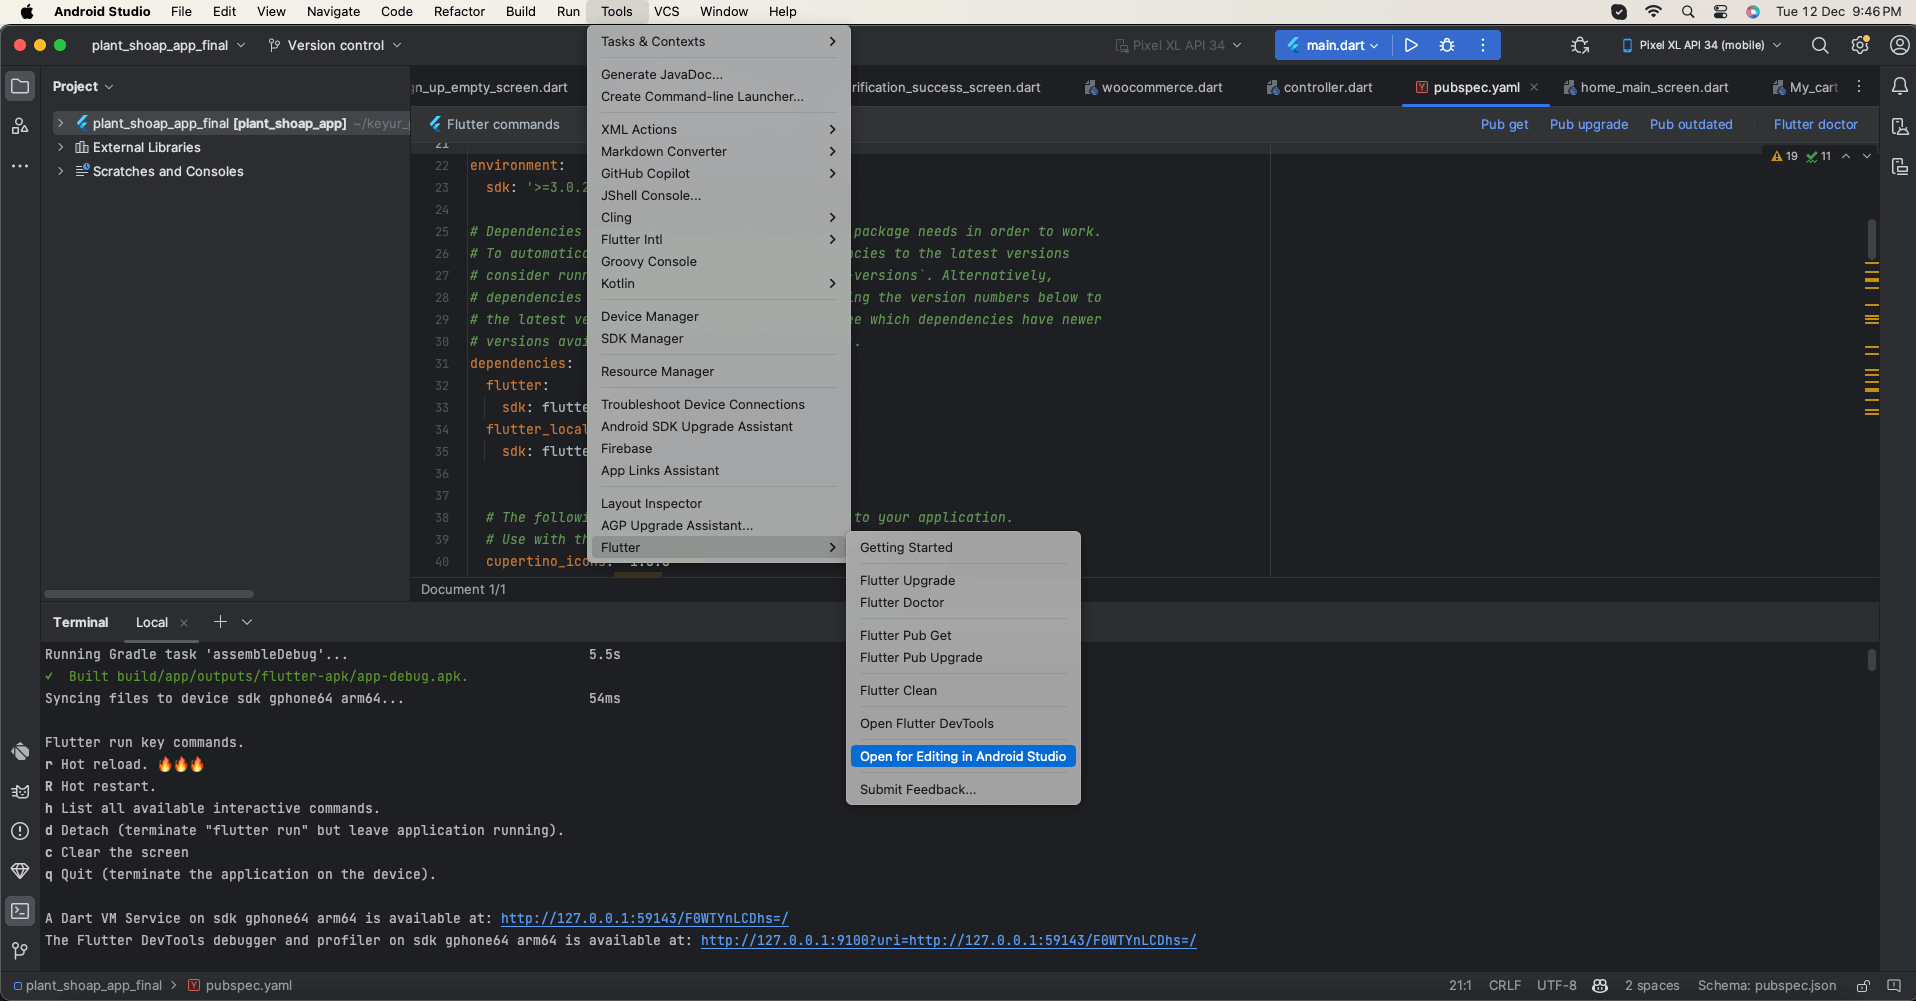 Android Studio File Edit View Navigate Code Refactor Build Run Tools VCS Window Help Tue 12 Dec 9:46PM
plant_shoap_app_final Version control Pixel XL API 34 main.dart Pixel XL API 34 (mobile)
Project
gn_up_empty_screen.dart rification_success_screen.dart woocommerce.dart controller.dart pubspec.yaml home_main_screen.dart My_cart
plant_shoap_app_final [plant_shoap_app] ~/keyur_
External Libraries
Scratches and Consoles
Flutter commands Pub get Pub upgrade Pub outdated Flutter doctor
19 11
21
22 environment:
23 sdk: '>=3.0.2
24
25 # Dependencies package needs in order to work.
26 # To automatica cies to the latest versions
27 # consider runn -versions`. Alternatively,
28 # dependencies ng the version numbers below to
29 # the latest ve e which dependencies have newer
30 # versions avai .
31 dependencies:
32 flutter:
33 sdk: flutte
34 flutter_local
35 sdk: flutte
36
37
38 # The followi to your application.
39 # Use with th
40 cupertino_icons:
Document 1/1
Tasks & Contexts
Generate JavaDoc...
Create Command-line Launcher...
XML Actions
Markdown Converter
GitHub Copilot
JShell Console...
Cling
Flutter Intl
Groovy Console
Kotlin
Device Manager
SDK Manager
Resource Manager
Troubleshoot Device Connections
Android SDK Upgrade Assistant
Firebase
App Links Assistant
Layout Inspector
AGP Upgrade Assistant...
Flutter
Getting Started
Flutter Upgrade
Flutter Doctor
Flutter Pub Get
Flutter Pub Upgrade
Flutter Clean
Open Flutter DevTools
Open for Editing in Android Studio
Submit Feedback...
Terminal Local
Running Gradle task 'assembleDebug'... 5.5s
✓ Built build/app/outputs/flutter-apk/app-debug.apk.
Syncing files to device sdk gphone64 arm64... 54ms
Flutter run key commands.
r Hot reload. 🔥🔥🔥
R Hot restart.
h List all available interactive commands.
d Detach (terminate "flutter run" but leave application running).
c Clear the screen
q Quit (terminate the application on the device).
A Dart VM Service on sdk gphone64 arm64 is available at: http://127.0.0.1:59143/F0WTYnLCDhs=/
The Flutter DevTools debugger and profiler on sdk gphone64 arm64 is available at: http://127.0.0.1:9100?uri=http://127.0.0.1:59143/F0WTYnLCDhs=/
plant_shoap_app_final > pubspec.yaml 21:1 CRLF UTF-8 2 spaces Schema: pubspec.json